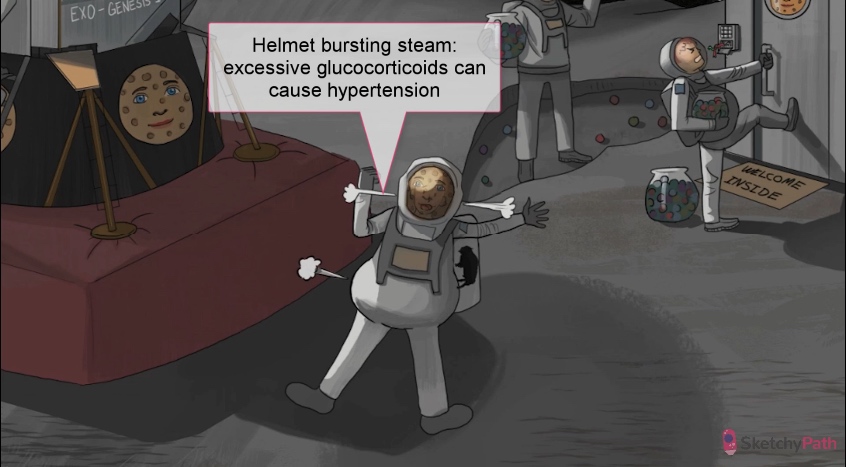 EXO-GENESIS
Helmet bursting steam:
excessive glucocorticoids can
cause hypertension
WELCOME
INSIDE
SketchyPath